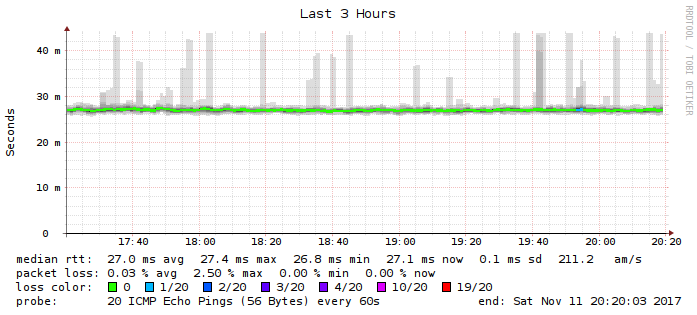 Last 3 Hours
RRDTOOL / TOBI OETIKER
Seconds
40 m
30 m
20 m
10 m
0
17:40 18:00 18:20 18:40 19:00 19:20 19:40 20:00 20:20
median rtt: 27.0 ms avg 27.4 ms max 26.8 ms min 27.1 ms now 0.1 ms sd 211.2 am/s
packet loss: 0.03 % avg 2.50 % max 0.00 % min 0.00 % now
loss color: 0 1/20 2/20 3/20 4/20 10/20 19/20
probe: 20 ICMP Echo Pings (56 Bytes) every 60s end: Sat Nov 11 20:20:03 2017